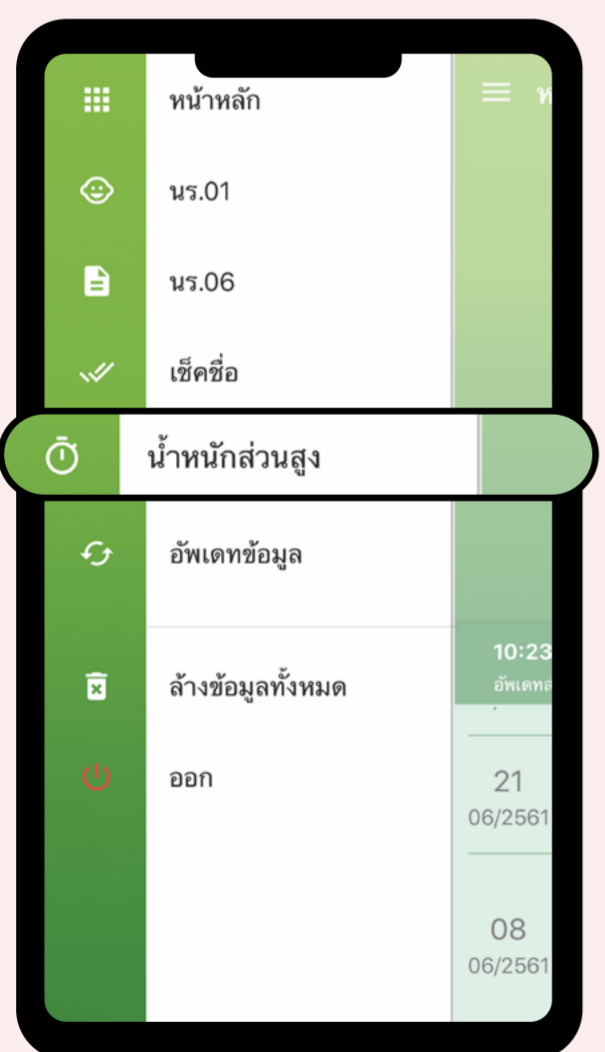 หน้าหลัก
นร.01
นร.06
เช็คชื่อ
น้ำหนักส่วนสูง
อัพเดทข้อมูล
ล้างข้อมูลทั้งหมด
ออก
10:23
21
06/2561
08
06/2561